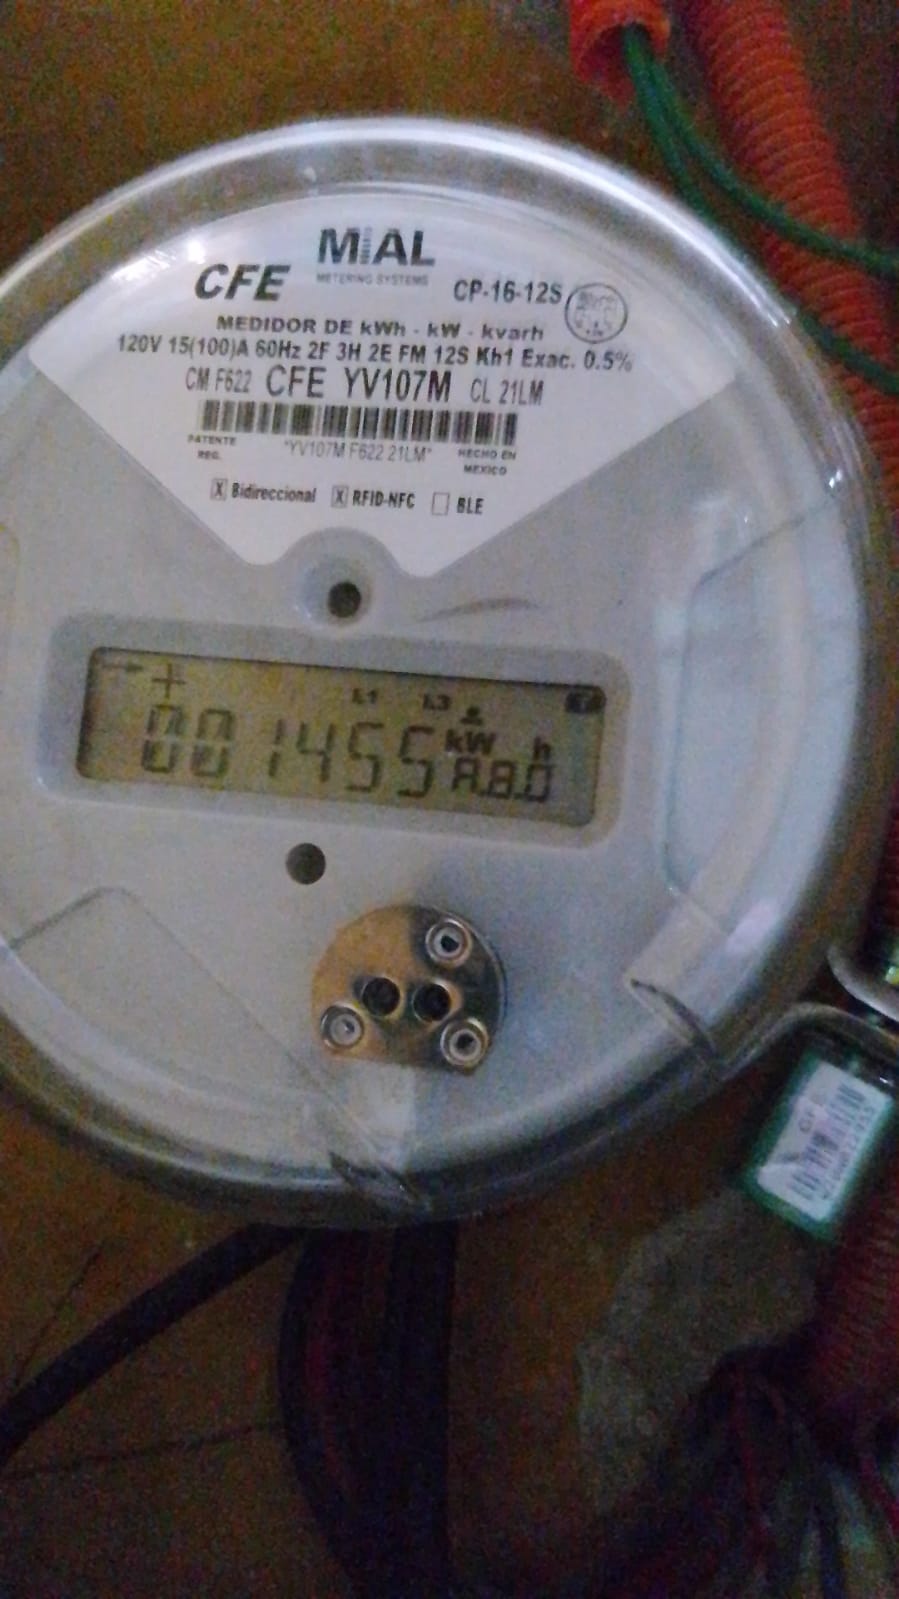 MIAL
METERING SYSTEMS
CFE
CP-16-12S
MEDIDOR DE kWh - kW - kvarh
120V 15(100)A 60Hz 2F 3H 2E FM 12S Kh1 Exac. 0.5%
CM F622 CFE YV107M CL 21LM
PATENTE REG.
*YV107M F622 21LM*
HECHO EN MEXICO
X Bidireccional X RFID-NFC BLE
L1 L3
001455 kW h
A.B.0